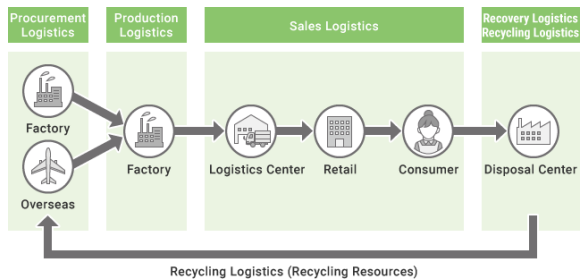 Procurement
Logistics
Production
Logistics
Sales Logistics
Recovery Logistics
Recycling Logistics
Factory
Overseas
Factory
Logistics Center
Retail
Consumer
Disposal Center
Recycling Logistics (Recycling Resources)